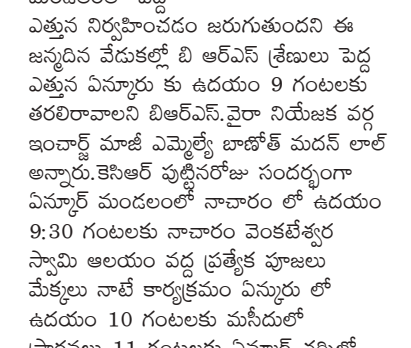 ఎత్తున నిర్వహించడం జరుగుతుందని ఈ
జన్మదిన వేడుకల్లో బి ఆర్ఎస్ శ్రేణులు పెద్ద
ఎత్తున ఏన్కూరు కు ఉదయం 9 గంటలకు
తరలిరావాలని బిఆర్ఎస్.వైరా నియేజక వర్గ
ఇంచార్జ్ మాజీ ఎమ్మెల్యే బాణోత్ మదన్ లాల్
అన్నారు.కెసిఆర్ పుట్టినరోజు సందర్భంగా
ఏన్కూర్ మండలంలో నాచారం లో ఉదయం
9:30 గంటలకు నాచారం వెంకటేశ్వర
స్వామి ఆలయం వద్ద ప్రత్యేక పూజలు
మేక్కలు నాటే కార్యక్రమం ఏన్కురు లో
ఉదయం 10 గంటలకు మసీదులో